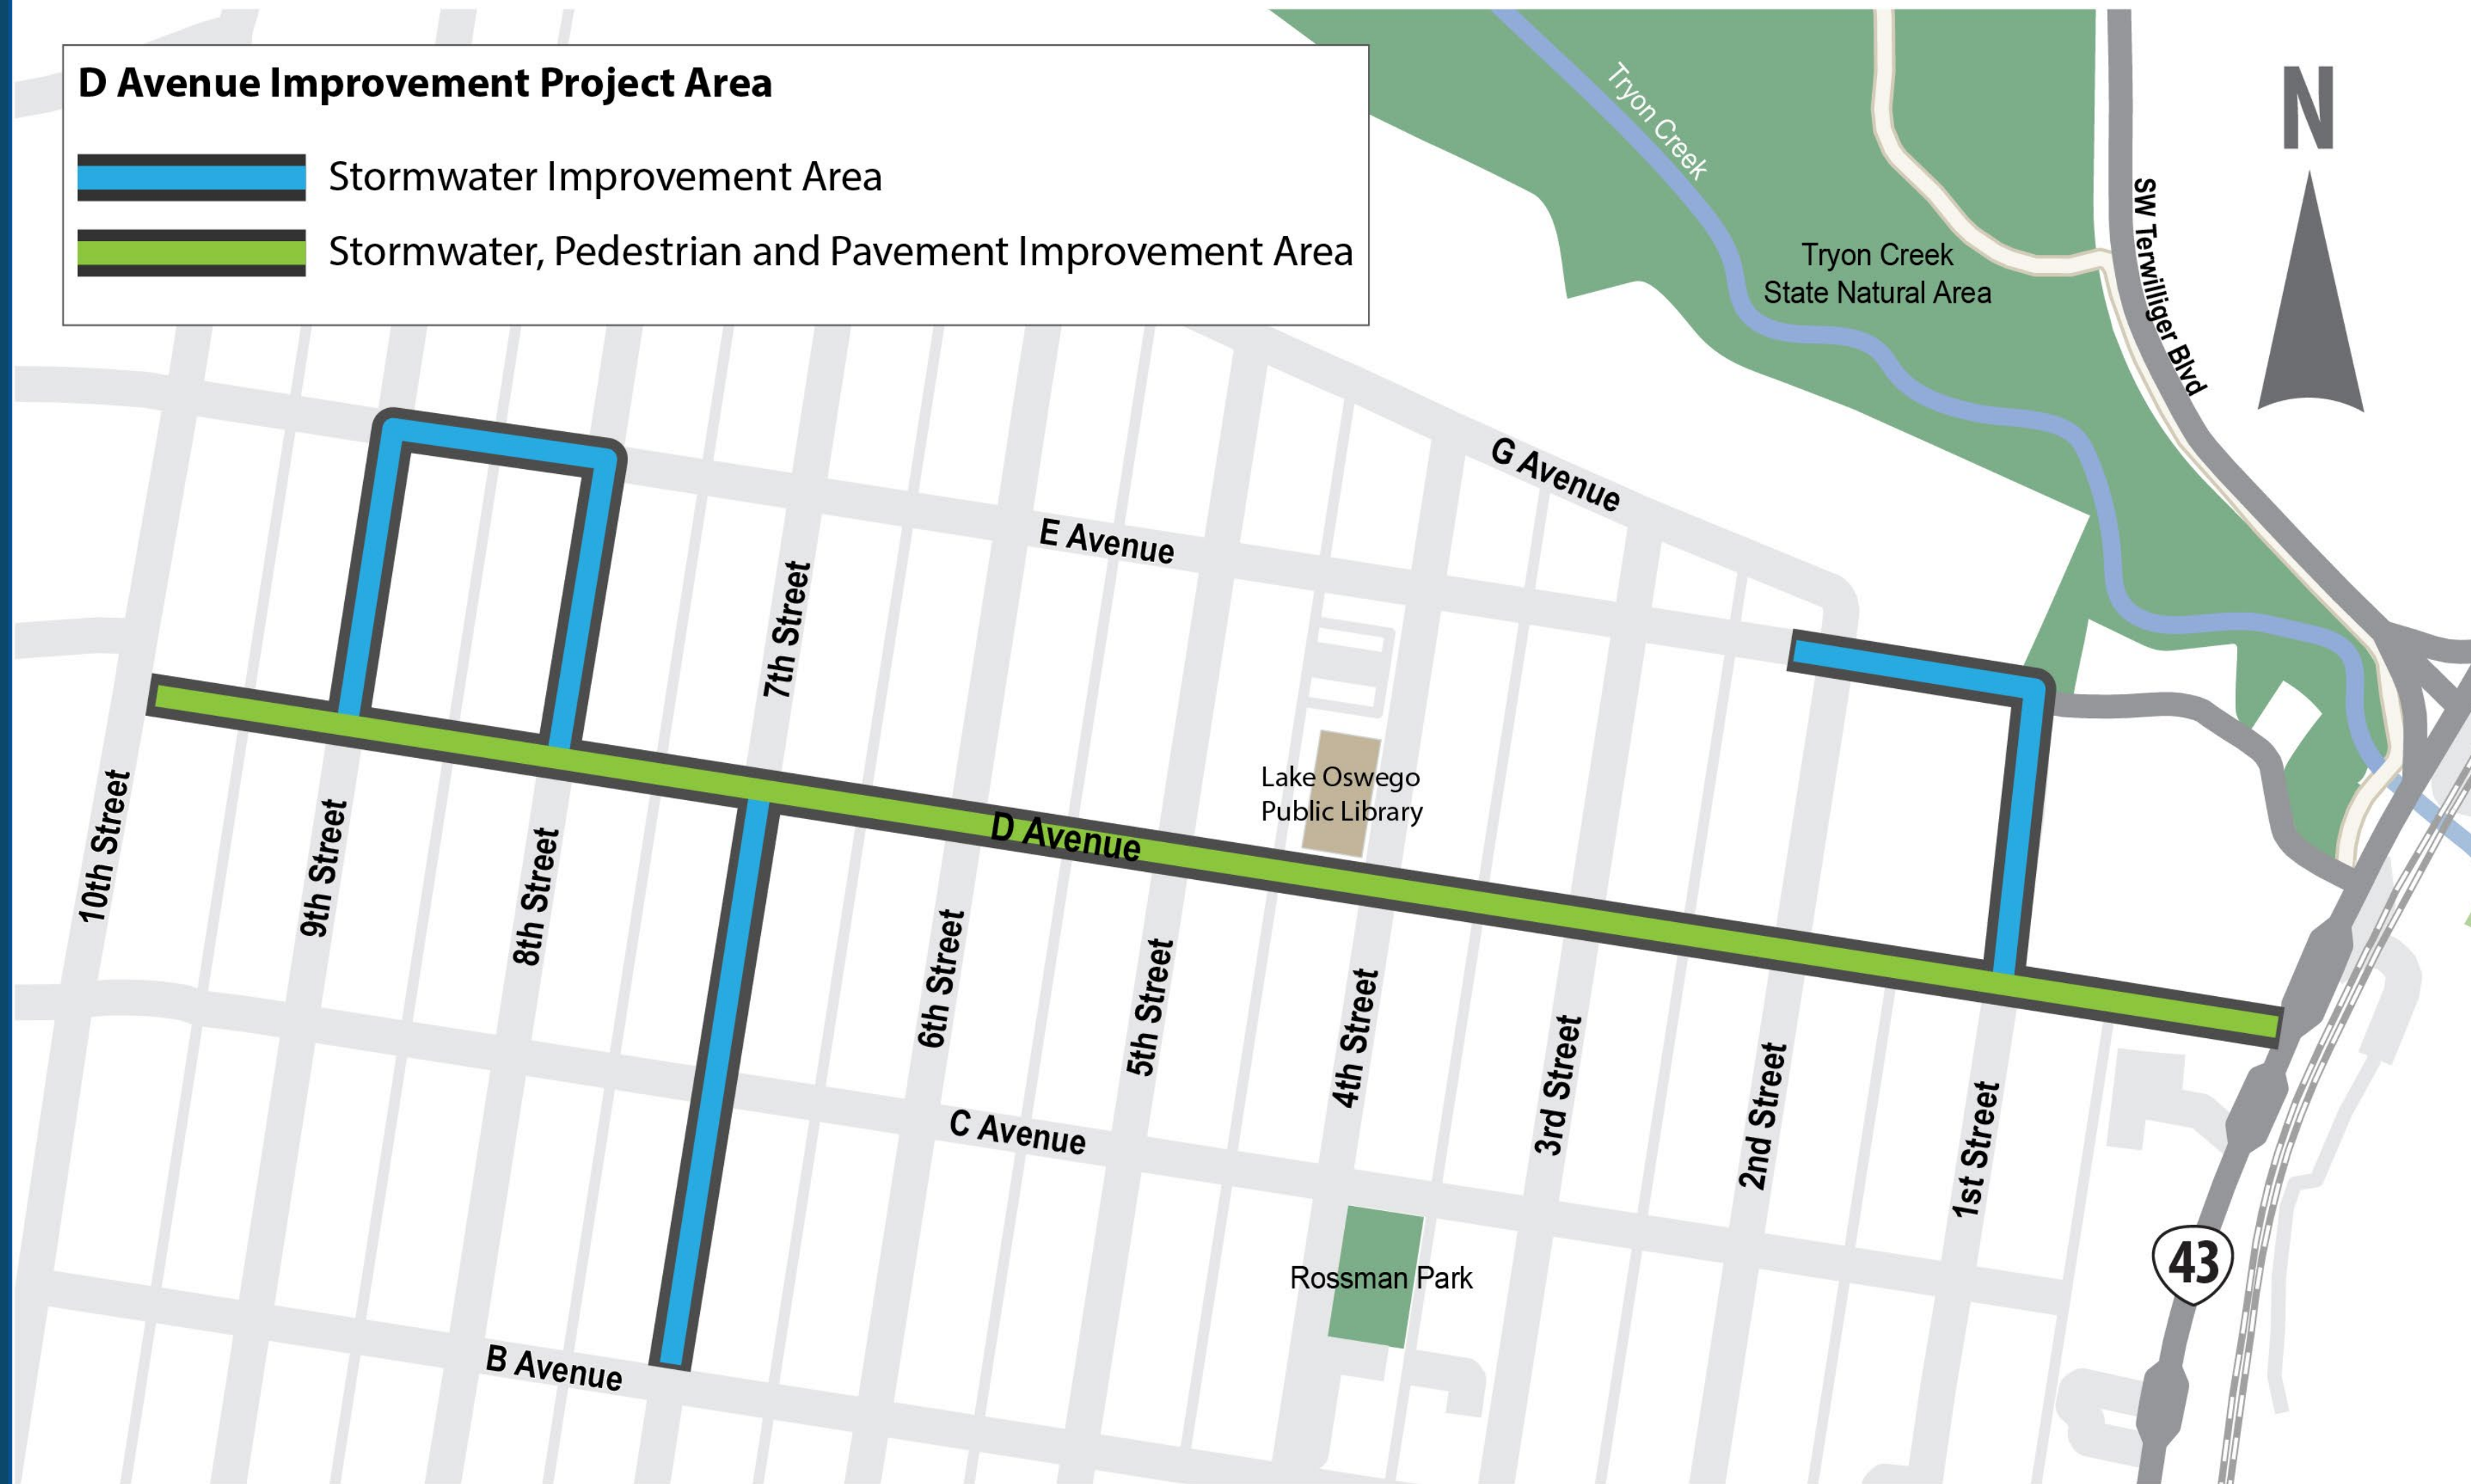 D Avenue Improvement Project Area
Stormwater Improvement Area
Stormwater, Pedestrian and Pavement Improvement Area
N
Tryon Creek
SW Terwilliger Blvd
Tryon Creek
State Natural Area
G Avenue
E Avenue
7th Street
Lake Oswego
Public Library
D Avenue
10th Street
9th Street
8th Street
6th Street
5th Street
4th Street
3rd Street
2nd Street
1st Street
C Avenue
Rossman Park
43
B Avenue